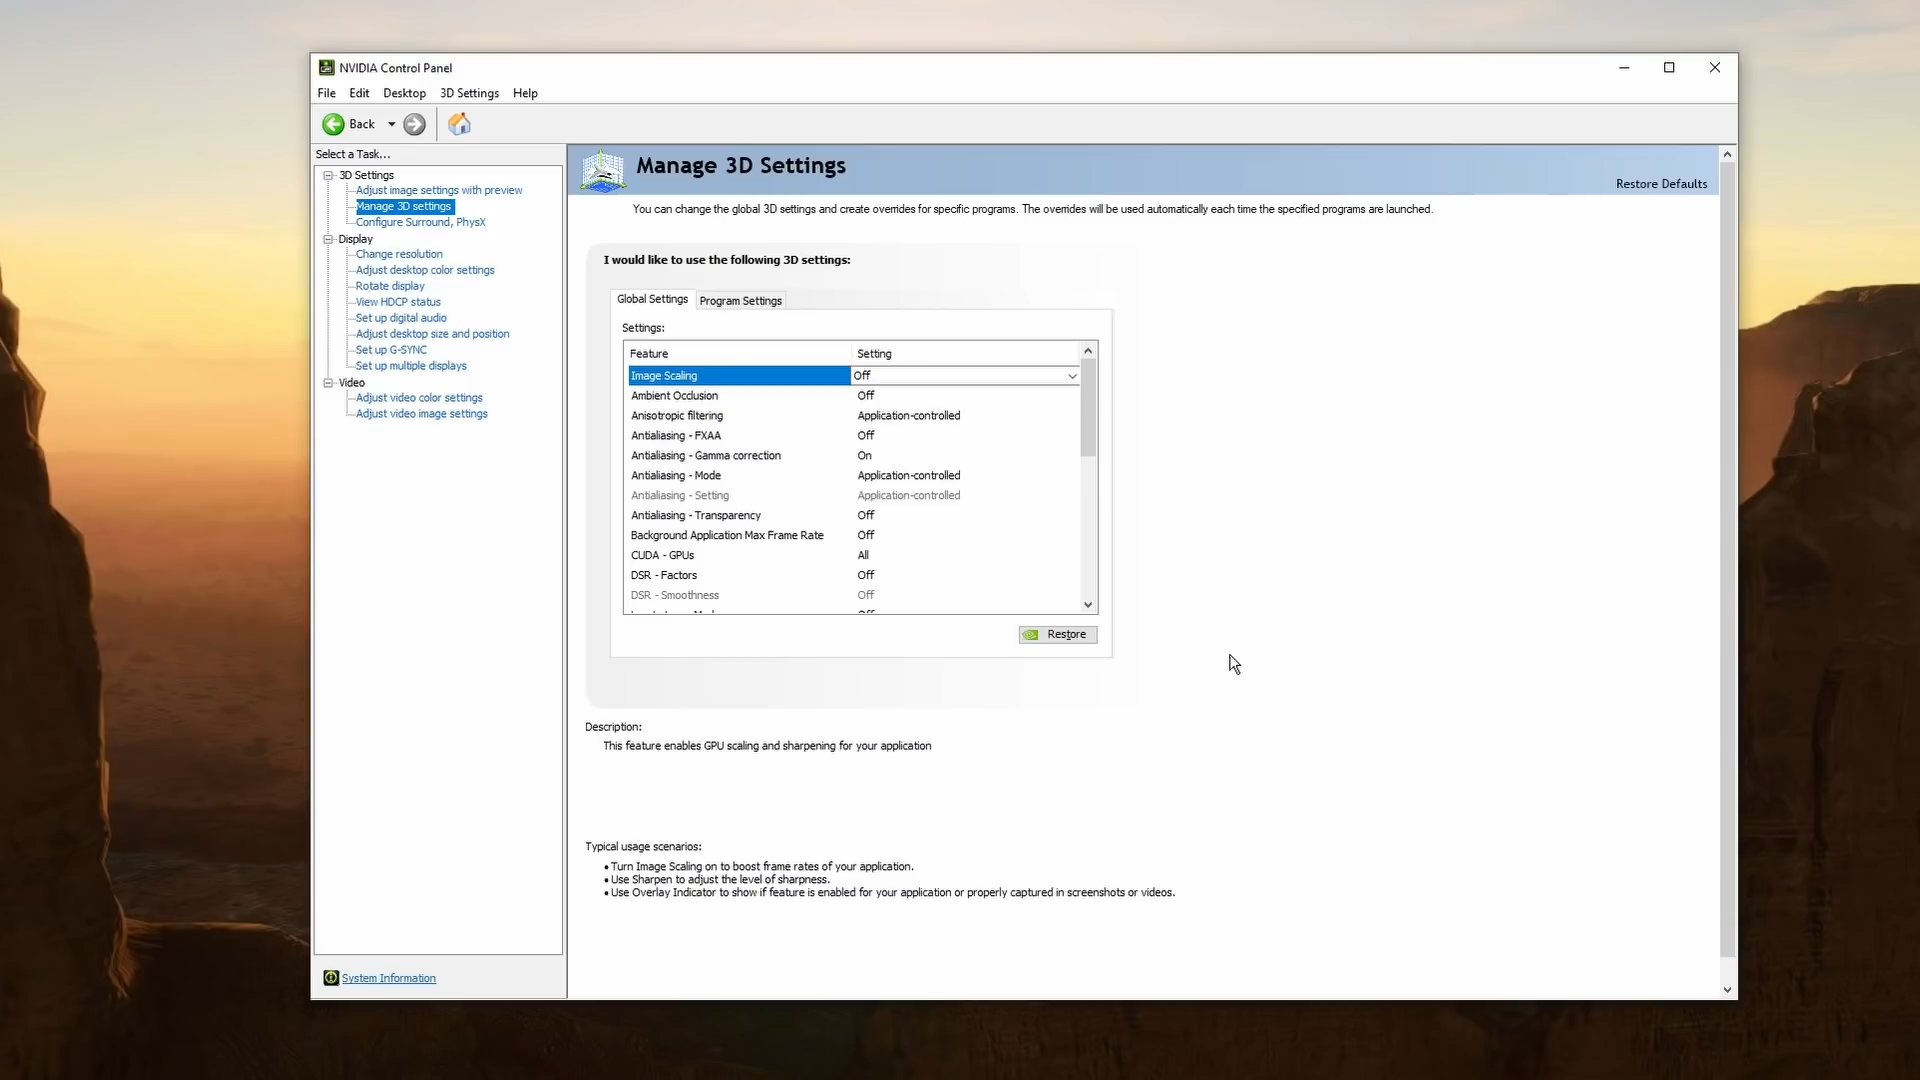 NVIDIA Control Panel
File Edit Desktop 3D Settings Help
Back
Select a Task...
3D Settings
Adjust image settings with preview
Manage 3D settings
Configure Surround, PhysX
Display
Change resolution
Adjust desktop color settings
Rotate display
View HDCP status
Set up digital audio
Adjust desktop size and position
Set up G-SYNC
Set up multiple displays
Video
Adjust video color settings
Adjust video image settings
System Information
Manage 3D Settings
Restore Defaults
You can change the global 3D settings and create overrides for specific programs. The overrides will be used automatically each time the specified programs are launched.
I would like to use the following 3D settings:
Global Settings Program Settings
Settings:
Feature Setting
Image Scaling Off
Ambient Occlusion Off
Anisotropic filtering Application-controlled
Antialiasing - FXAA Off
Antialiasing - Gamma correction On
Antialiasing - Mode Application-controlled
Antialiasing - Setting Application-controlled
Antialiasing - Transparency Off
Background Application Max Frame Rate Off
CUDA - GPUs All
DSR - Factors Off
DSR - Smoothness Off
Restore
Description:
This feature enables GPU scaling and sharpening for your application
Typical usage scenarios:
• Turn Image Scaling on to boost frame rates of your application.
• Use Sharpen to adjust the level of sharpness.
• Use Overlay Indicator to show if feature is enabled for your application or properly captured in screenshots or videos.